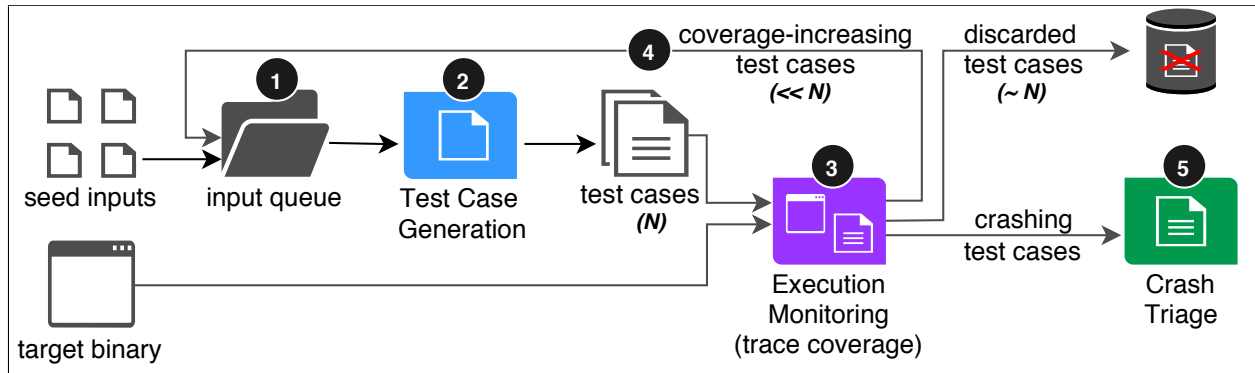 1
2
4
coverage-increasing
test cases
(<< N)
discarded
test cases
(~ N)
seed inputs
input queue
Test Case
Generation
test cases
(N)
3
crashing
test cases
5
target binary
Execution
Monitoring
(trace coverage)
Crash
Triage